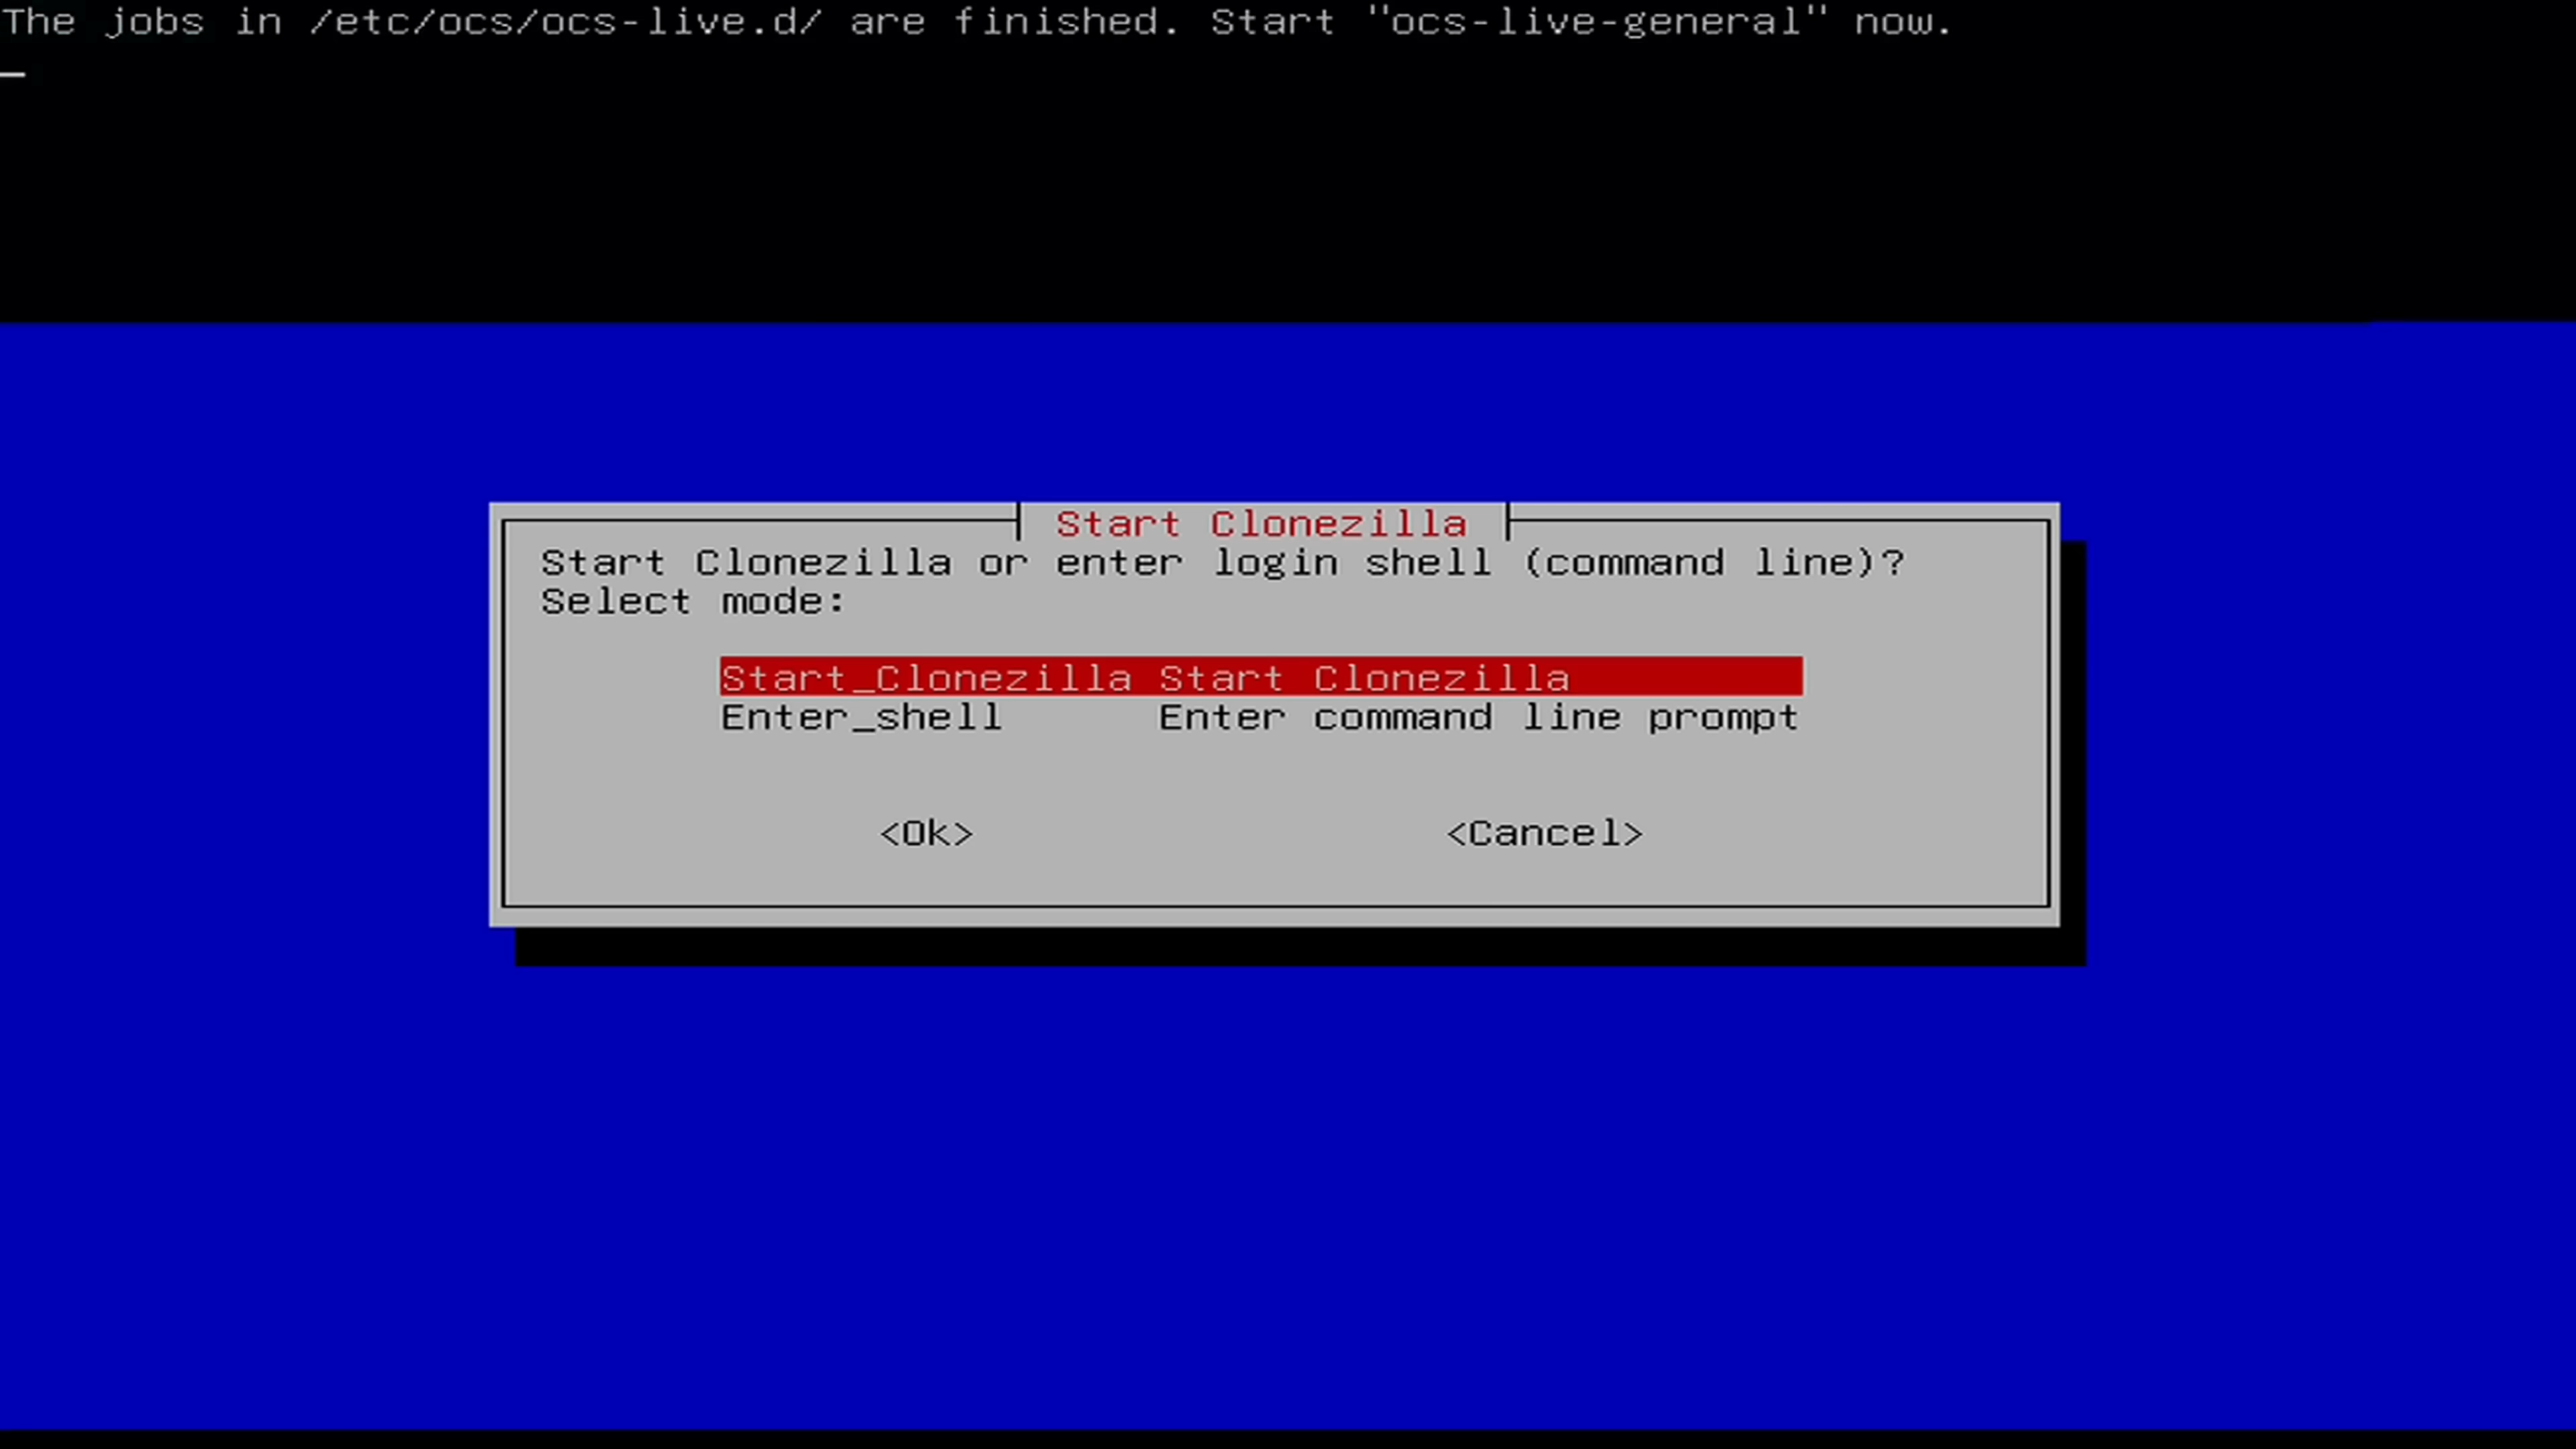 The jobs in /etc/ocs/ocs-live.d/ are finished. Start "ocs-live-general" now.
Start Clonezilla
Start Clonezilla or enter login shell (command line)?
Select mode:
Start_Clonezilla Start Clonezilla
Enter_shell Enter command line prompt
<Ok> <Cancel>